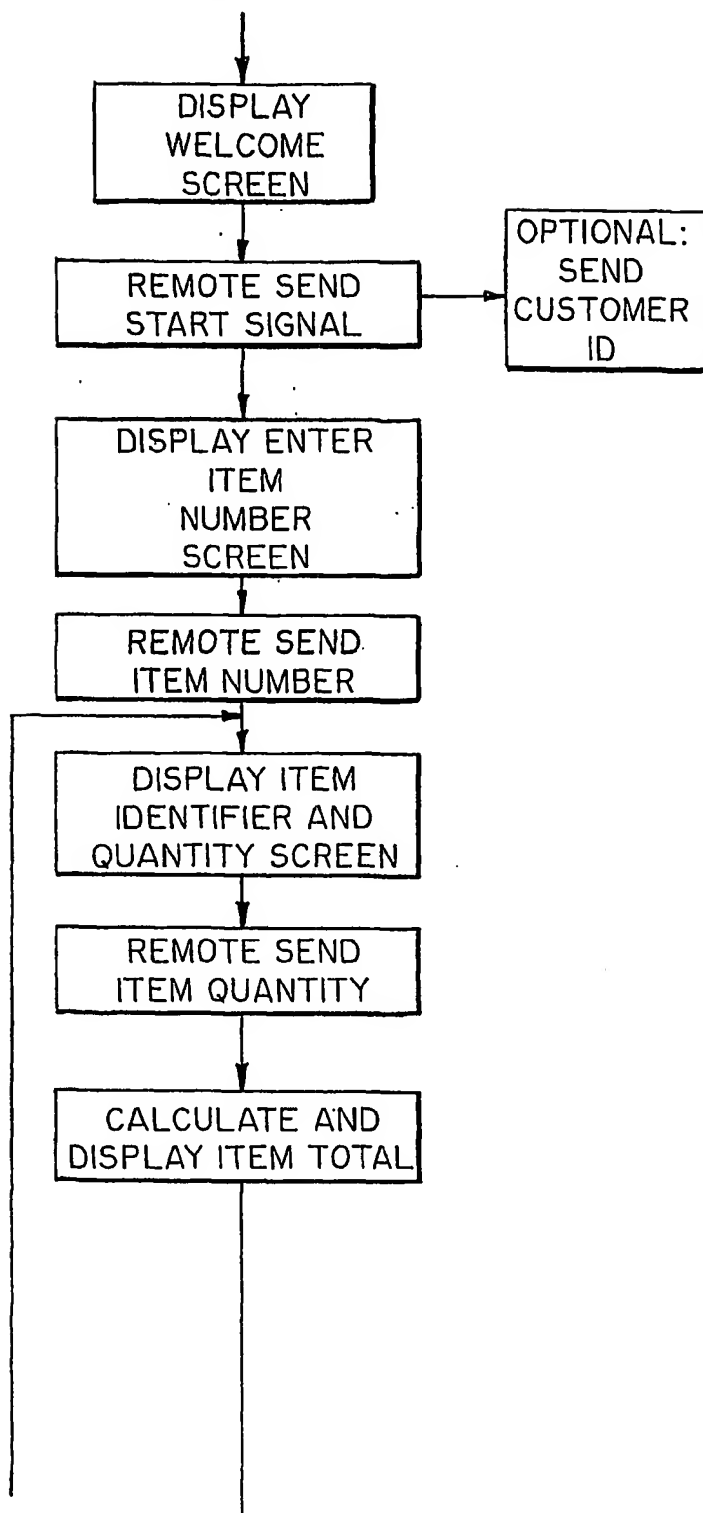 DISPLAY
WELCOME
SCREEN
REMOTE SEND
START SIGNAL
OPTIONAL:
SEND
CUSTOMER
ID
DISPLAY ENTER
ITEM
NUMBER
SCREEN
REMOTE SEND
ITEM NUMBER
DISPLAY ITEM
IDENTIFIER AND
QUANTITY SCREEN
REMOTE SEND
ITEM QUANTITY
CALCULATE AND
DISPLAY ITEM TOTAL